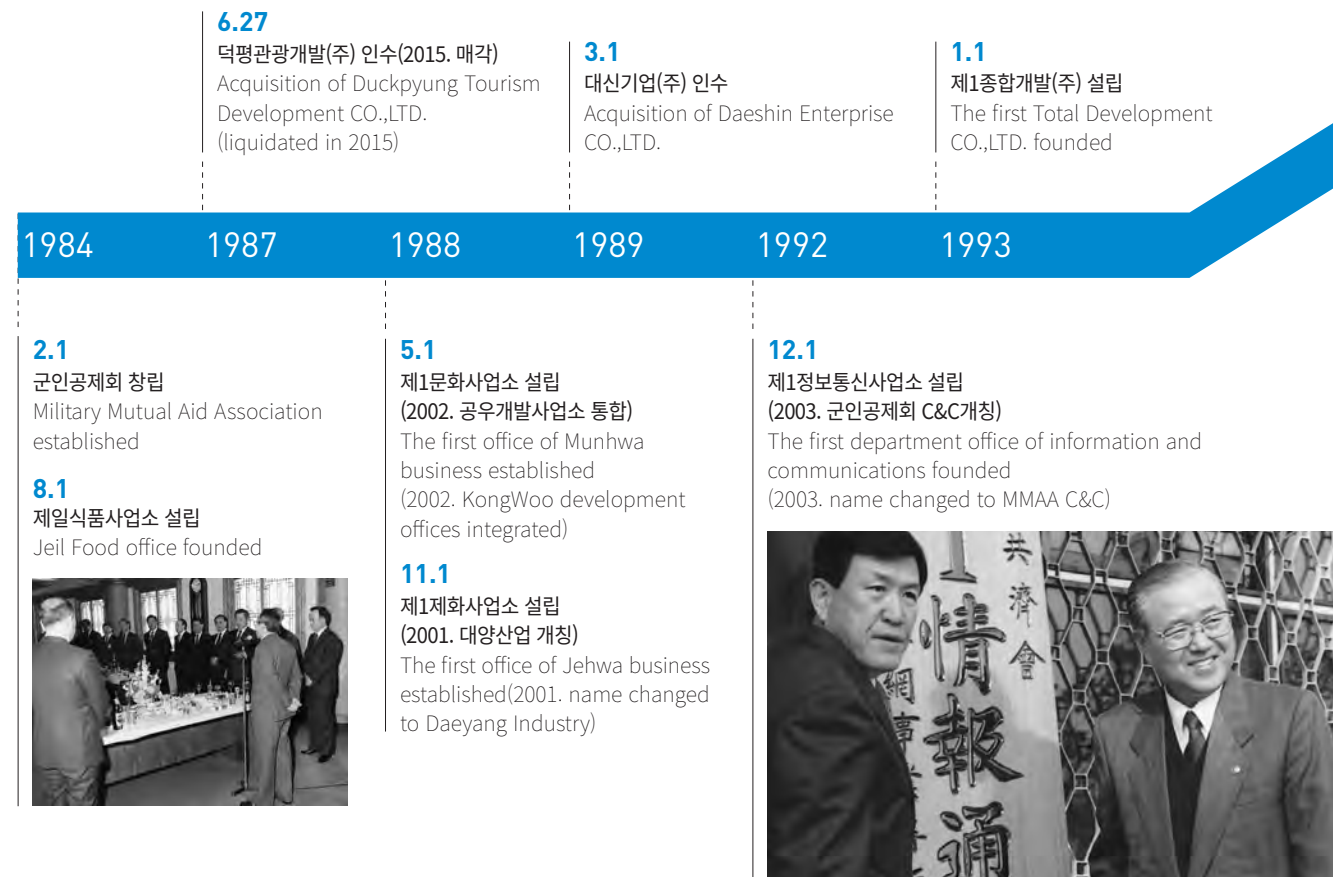 6.27
덕평관광개발(주) 인수(2015. 매각)
Acquisition of Duckpyung Tourism
Development CO.,LTD.
(liquidated in 2015)
3.1
대신기업(주) 인수
Acquisition of Daeshin Enterprise
CO.,LTD.
1.1
제1종합개발(주) 설립
The first Total Development
CO.,LTD. founded
1984
1987
1988
1989
1992
1993
2.1
군인공제회 창립
Military Mutual Aid Association
established
8.1
제일식품사업소 설립
Jeil Food office founded
5.1
제1문화사업소 설립
(2002. 공우개발사업소 통합)
The first office of Munhwa
business established
(2002. KongWoo development
offices integrated)
11.1
제1제화사업소 설립
(2001. 대양산업 개칭)
The first office of Jehwa business
established(2001. name changed
to Daeyang Industry)
12.1
제1정보통신사업소 설립
(2003. 군인공제회 C&C개칭)
The first department office of information and
communications founded
(2003. name changed to MMAA C&C)
共濟會
1情報通
網事